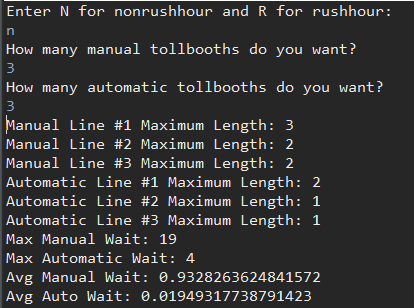 Enter N for nonrushhour and R for rushhour:
n
How many manual tollbooths do you want?
3
How many automatic tollbooths do you want?
3
Manual Line #1 Maximum Length: 3
Manual Line #2 Maximum Length: 2
Manual Line #3 Maximum Length: 2
Automatic Line #1 Maximum Length: 2
Automatic Line #2 Maximum Length: 1
Automatic Line #3 Maximum Length: 1
Max Manual Wait: 19
Max Automatic Wait: 4
Avg Manual Wait: 0.9328263624841572
Avg Auto Wait: 0.01949317738791423